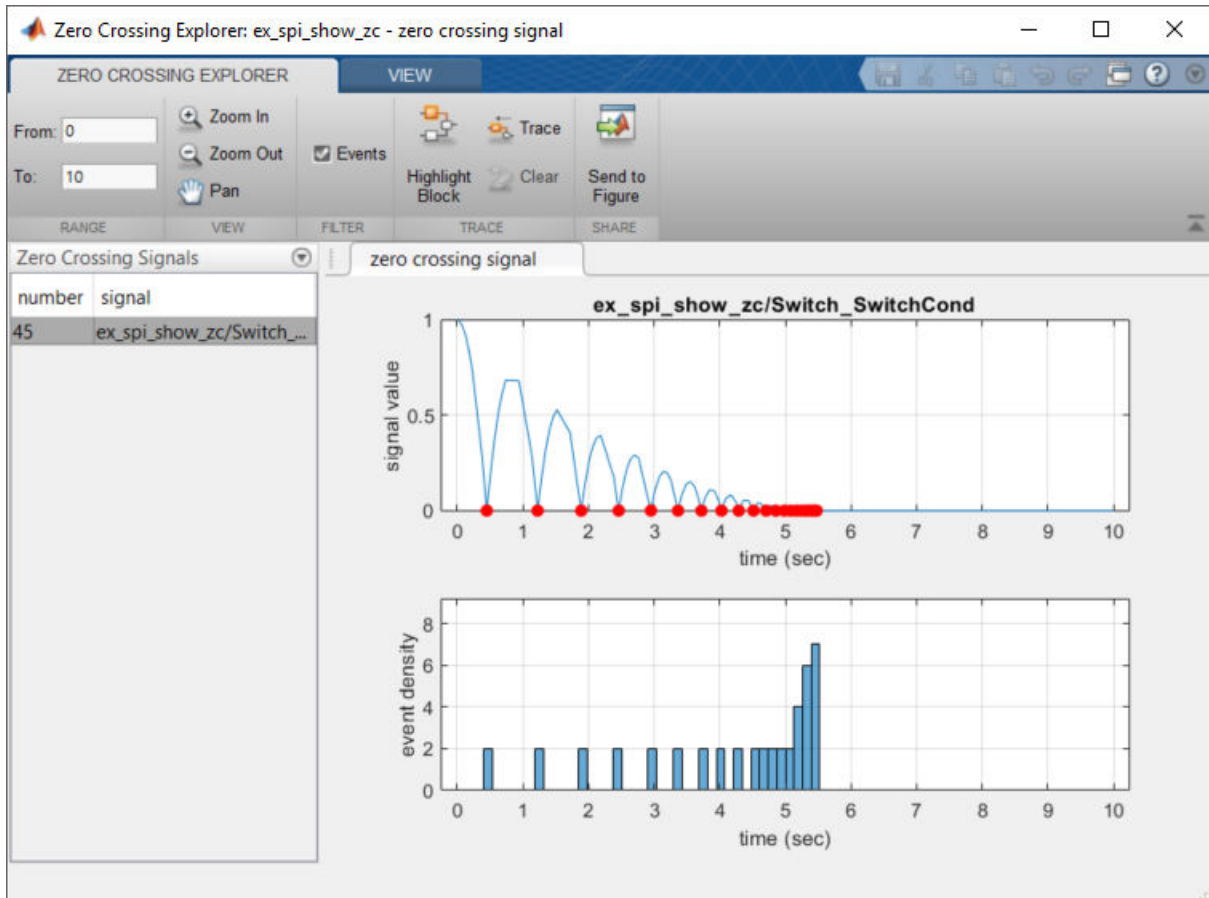 Zero Crossing Explorer: ex_spi_show_zc - zero crossing signal
ZERO CROSSING EXPLORER VIEW
From: 0
To: 10
Zoom In
Zoom Out
Pan
Events
Highlight
Block
Trace
Clear
Send to
Figure
RANGE VIEW FILTER TRACE SHARE
Zero Crossing Signals
number signal
45 ex_spi_show_zc/Switch_...
zero crossing signal
ex_spi_show_zc/Switch_SwitchCond
signal value
1
0.5
0
0 1 2 3 4 5 6 7 8 9 10
time (sec)
event density
8
6
4
2
0
0 1 2 3 4 5 6 7 8 9 10
time (sec)